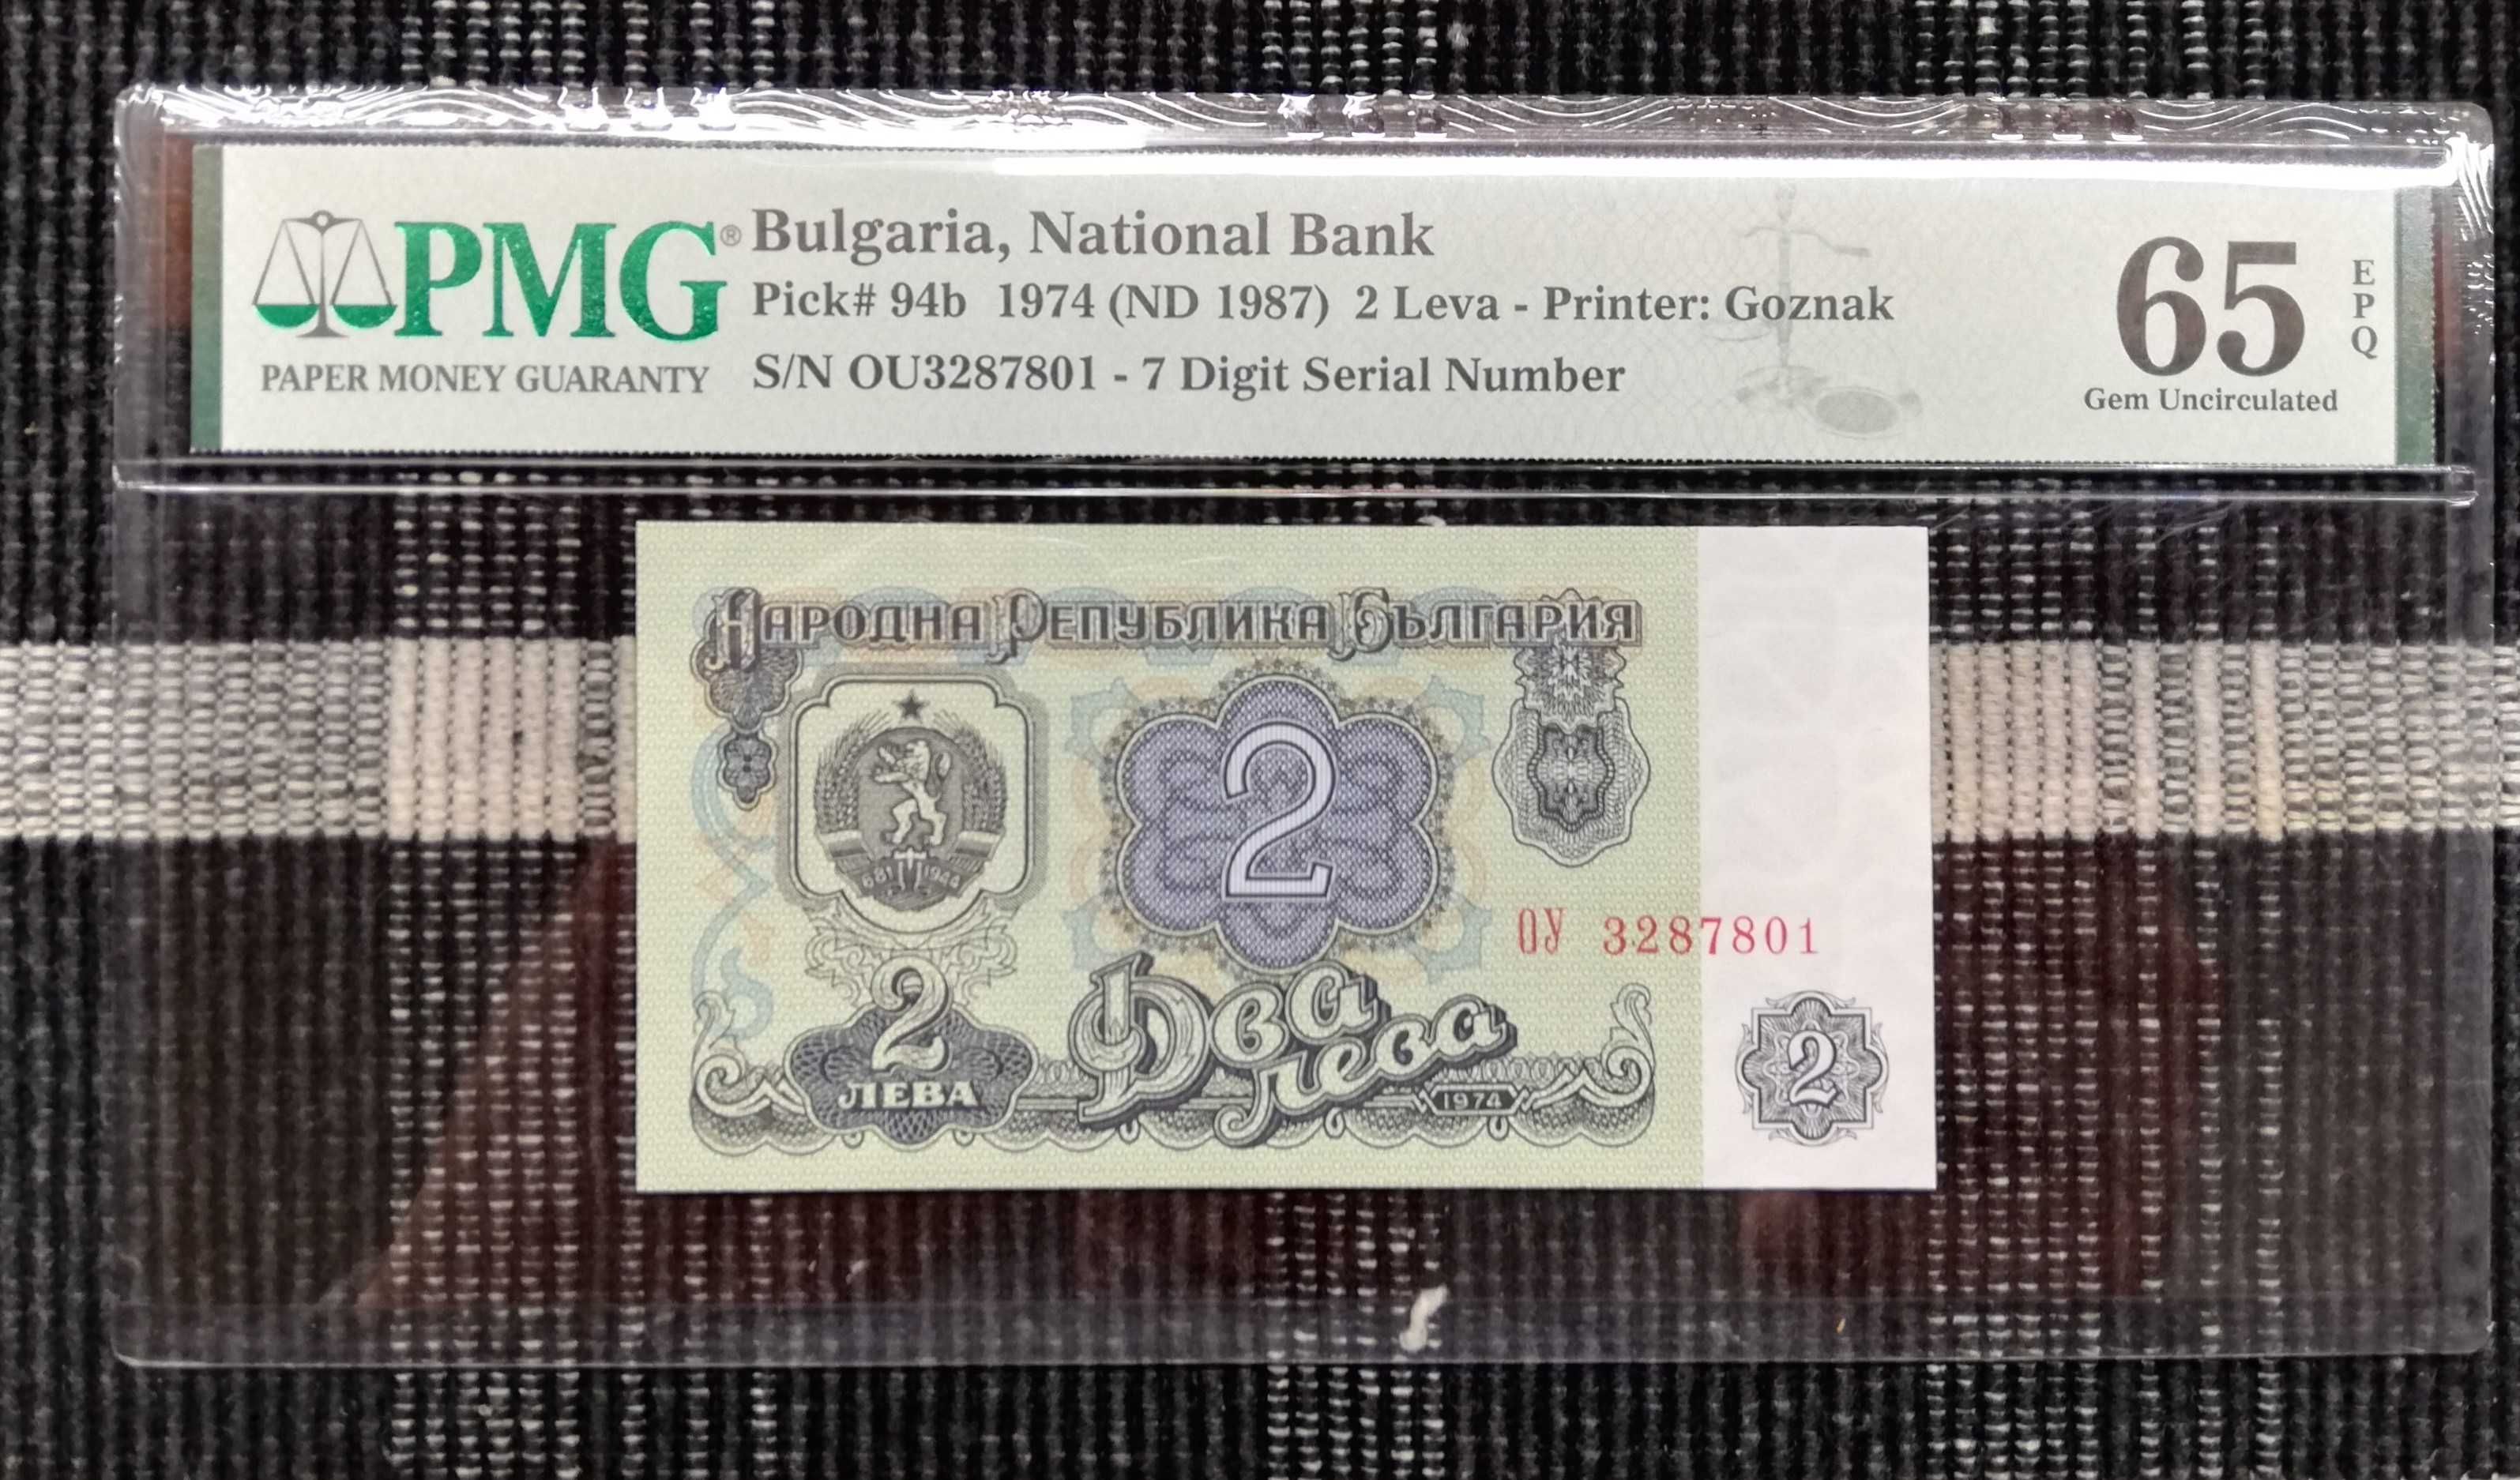 PMG®
PAPER MONEY GUARANTY
Bulgaria, National Bank
Pick# 94b 1974 (ND 1987) 2 Leva - Printer: Goznak
S/N OU3287801 - 7 Digit Serial Number
65
EPQ
Gem Uncirculated
НАРОДНА РЕПУБЛИКА БЪЛГАРИЯ
681 1944
2
ОУ 3287801
2
ЛЕВА
Два
лева
1974
2